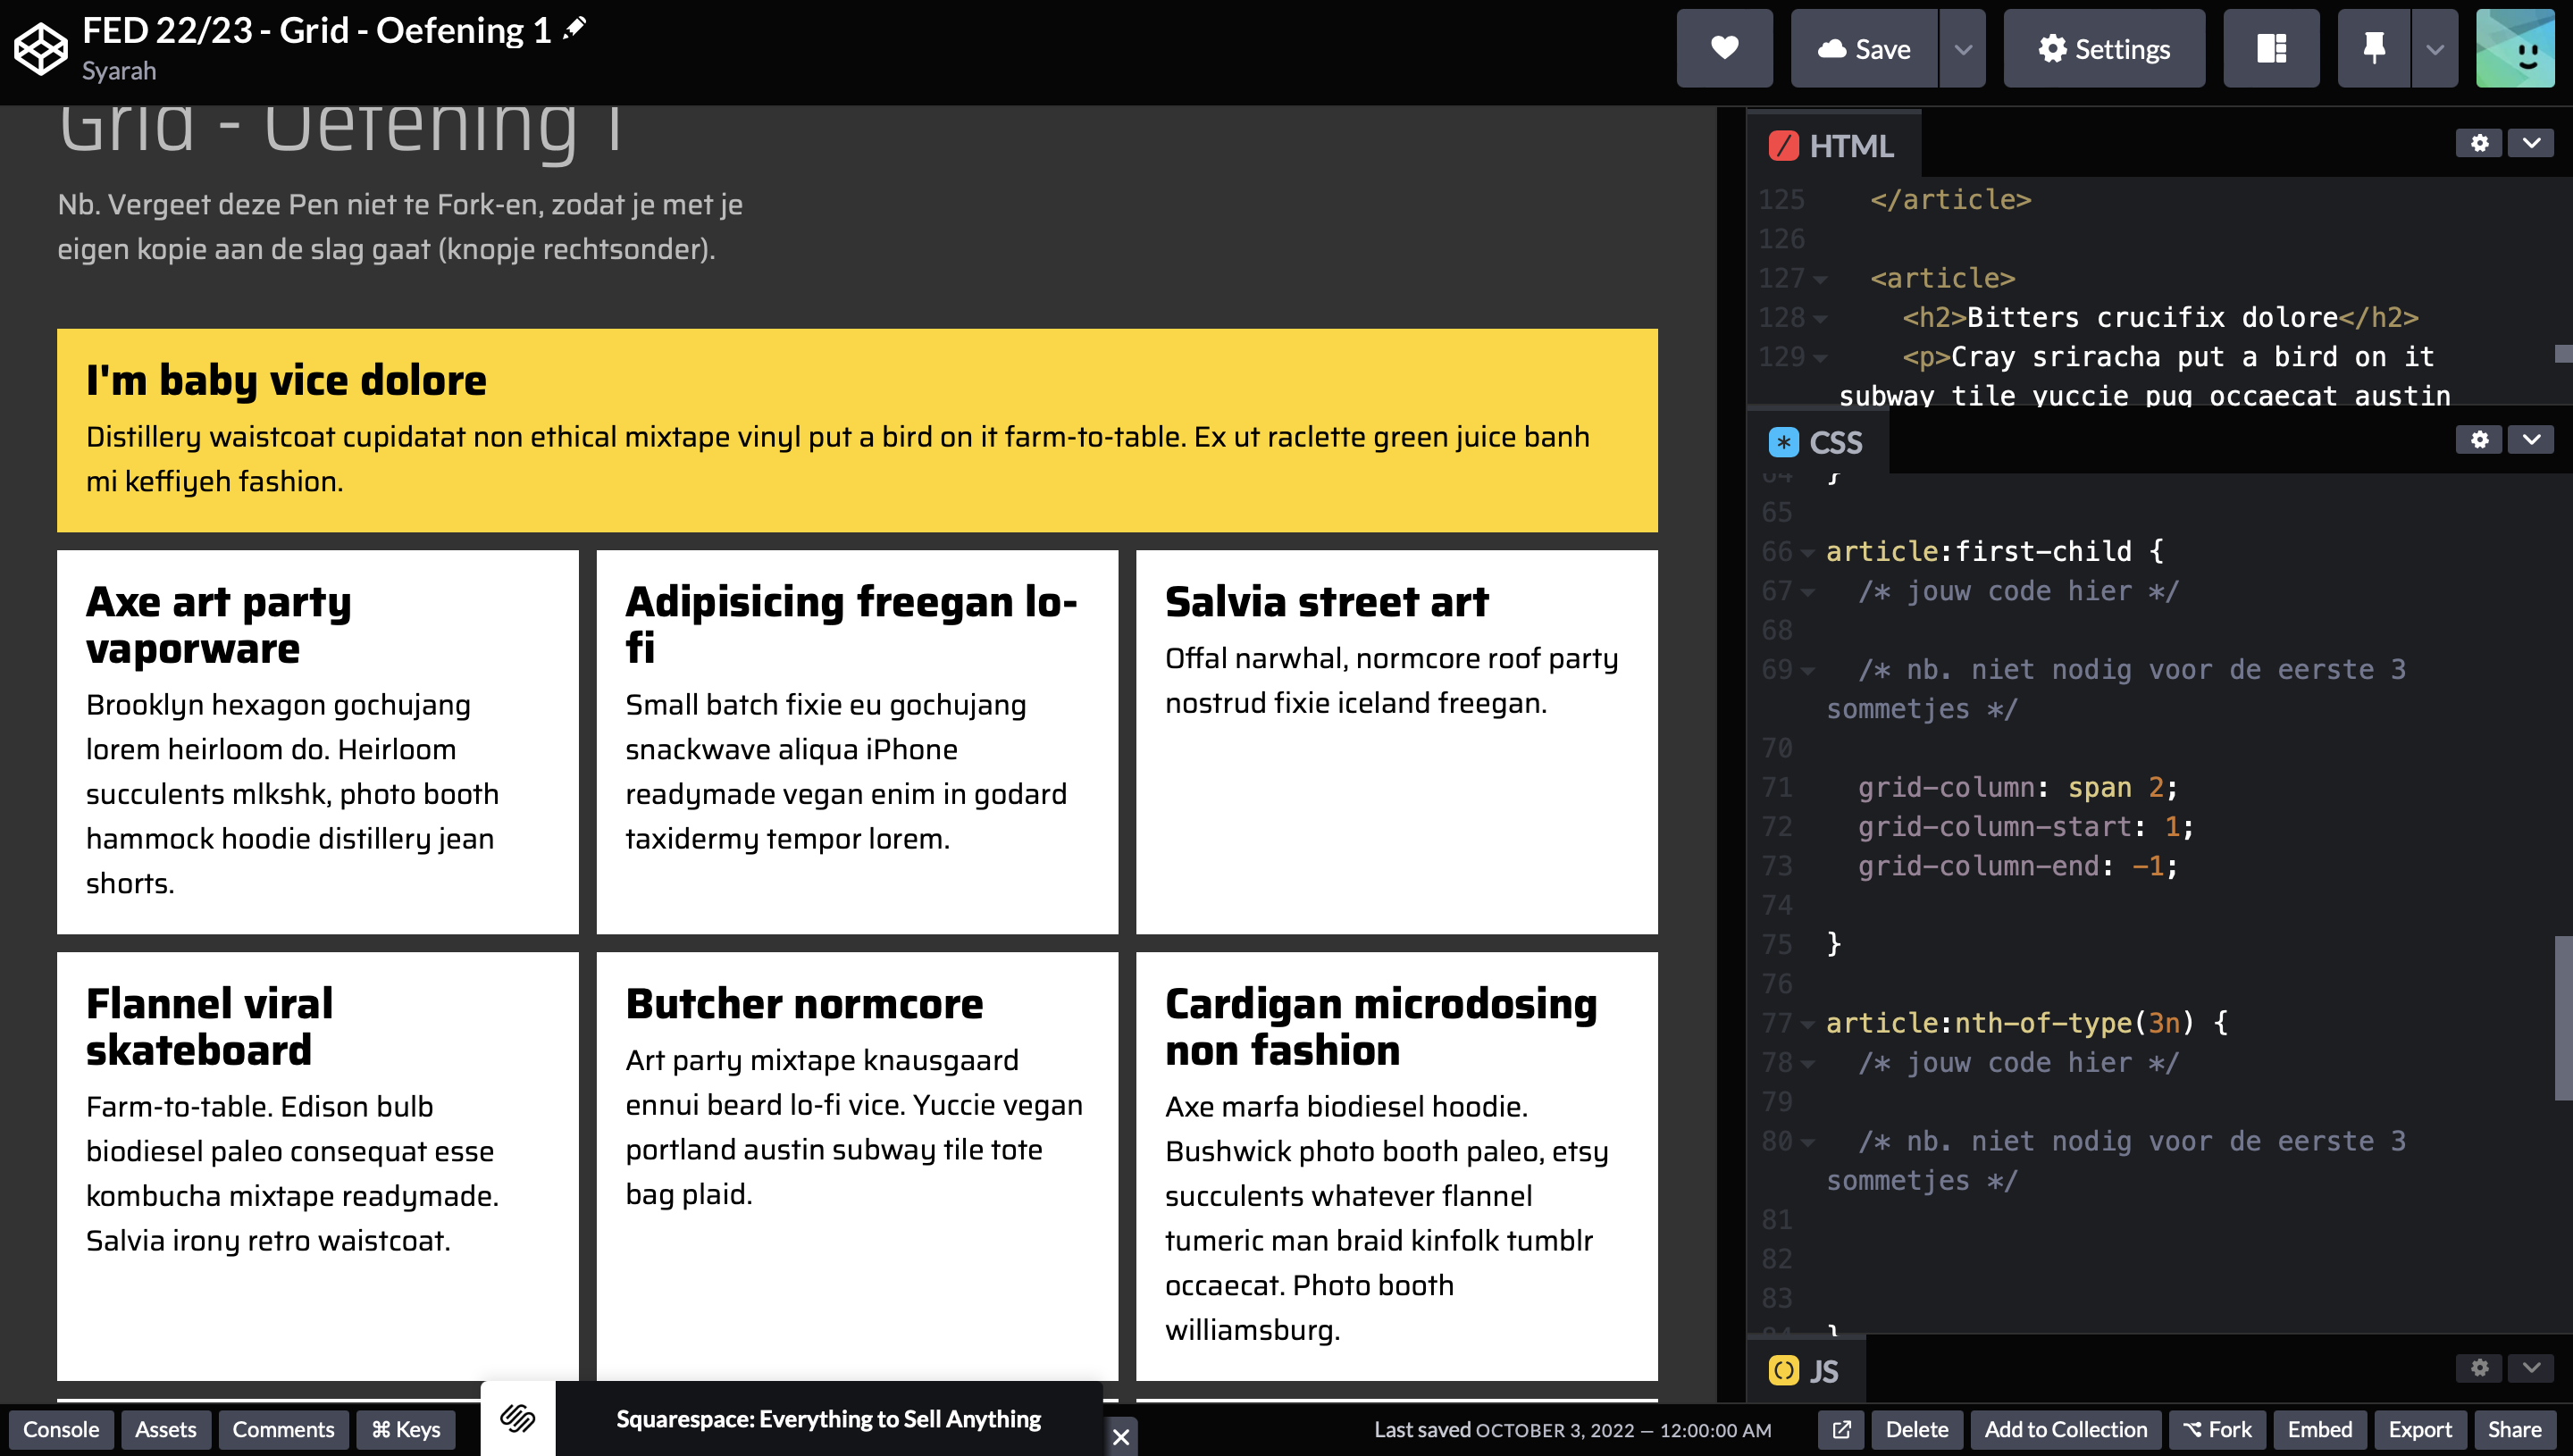 FED 22/23 - Grid - Oefening 1
Syarah
Save
Settings
Grid - Oefening 1
Nb. Vergeet deze Pen niet te Fork-en, zodat je met je
eigen kopie aan de slag gaat (knopje rechtsonder).
I'm baby vice dolore
Distillery waistcoat cupidatat non ethical mixtape vinyl put a bird on it farm-to-table. Ex ut raclette green juice banh
mi keffiyeh fashion.
Axe art party
vaporware
Brooklyn hexagon gochujang
lorem heirloom do. Heirloom
succulents mlkshk, photo booth
hammock hoodie distillery jean
shorts.
Adipisicing freegan lo-
fi
Small batch fixie eu gochujang
snackwave aliqua iPhone
readymade vegan enim in godard
taxidermy tempor lorem.
Salvia street art
Offal narwhal, normcore roof party
nostrud fixie iceland freegan.
Flannel viral
skateboard
Farm-to-table. Edison bulb
biodiesel paleo consequat esse
kombucha mixtape readymade.
Salvia irony retro waistcoat.
Butcher normcore
Art party mixtape knausgaard
ennui beard lo-fi vice. Yuccie vegan
portland austin subway tile tote
bag plaid.
Cardigan microdosing
non fashion
Axe marfa biodiesel hoodie.
Bushwick photo booth paleo, etsy
succulents whatever flannel
tumeric man braid kinfolk tumblr
occaecat. Photo booth
williamsburg.
HTML
125 </article>
126
127 <article>
128 <h2>Bitters crucifix dolore</h2>
129 <p>Cray sriracha put a bird on it
subway tile yuccie pug occaecat austin
CSS
64 }
65
66 article:first-child {
67 /* jouw code hier */
68
69 /* nb. niet nodig voor de eerste 3
sommetjes */
70
71 grid-column: span 2;
72 grid-column-start: 1;
73 grid-column-end: -1;
74
75 }
76
77 article:nth-of-type(3n) {
78 /* jouw code hier */
79
80 /* nb. niet nodig voor de eerste 3
sommetjes */
81
82
83
84 }
JS
Console
Assets
Comments
⌘ Keys
Squarespace: Everything to Sell Anything
Last saved OCTOBER 3, 2022 — 12:00:00 AM
Delete
Add to Collection
Fork
Embed
Export
Share